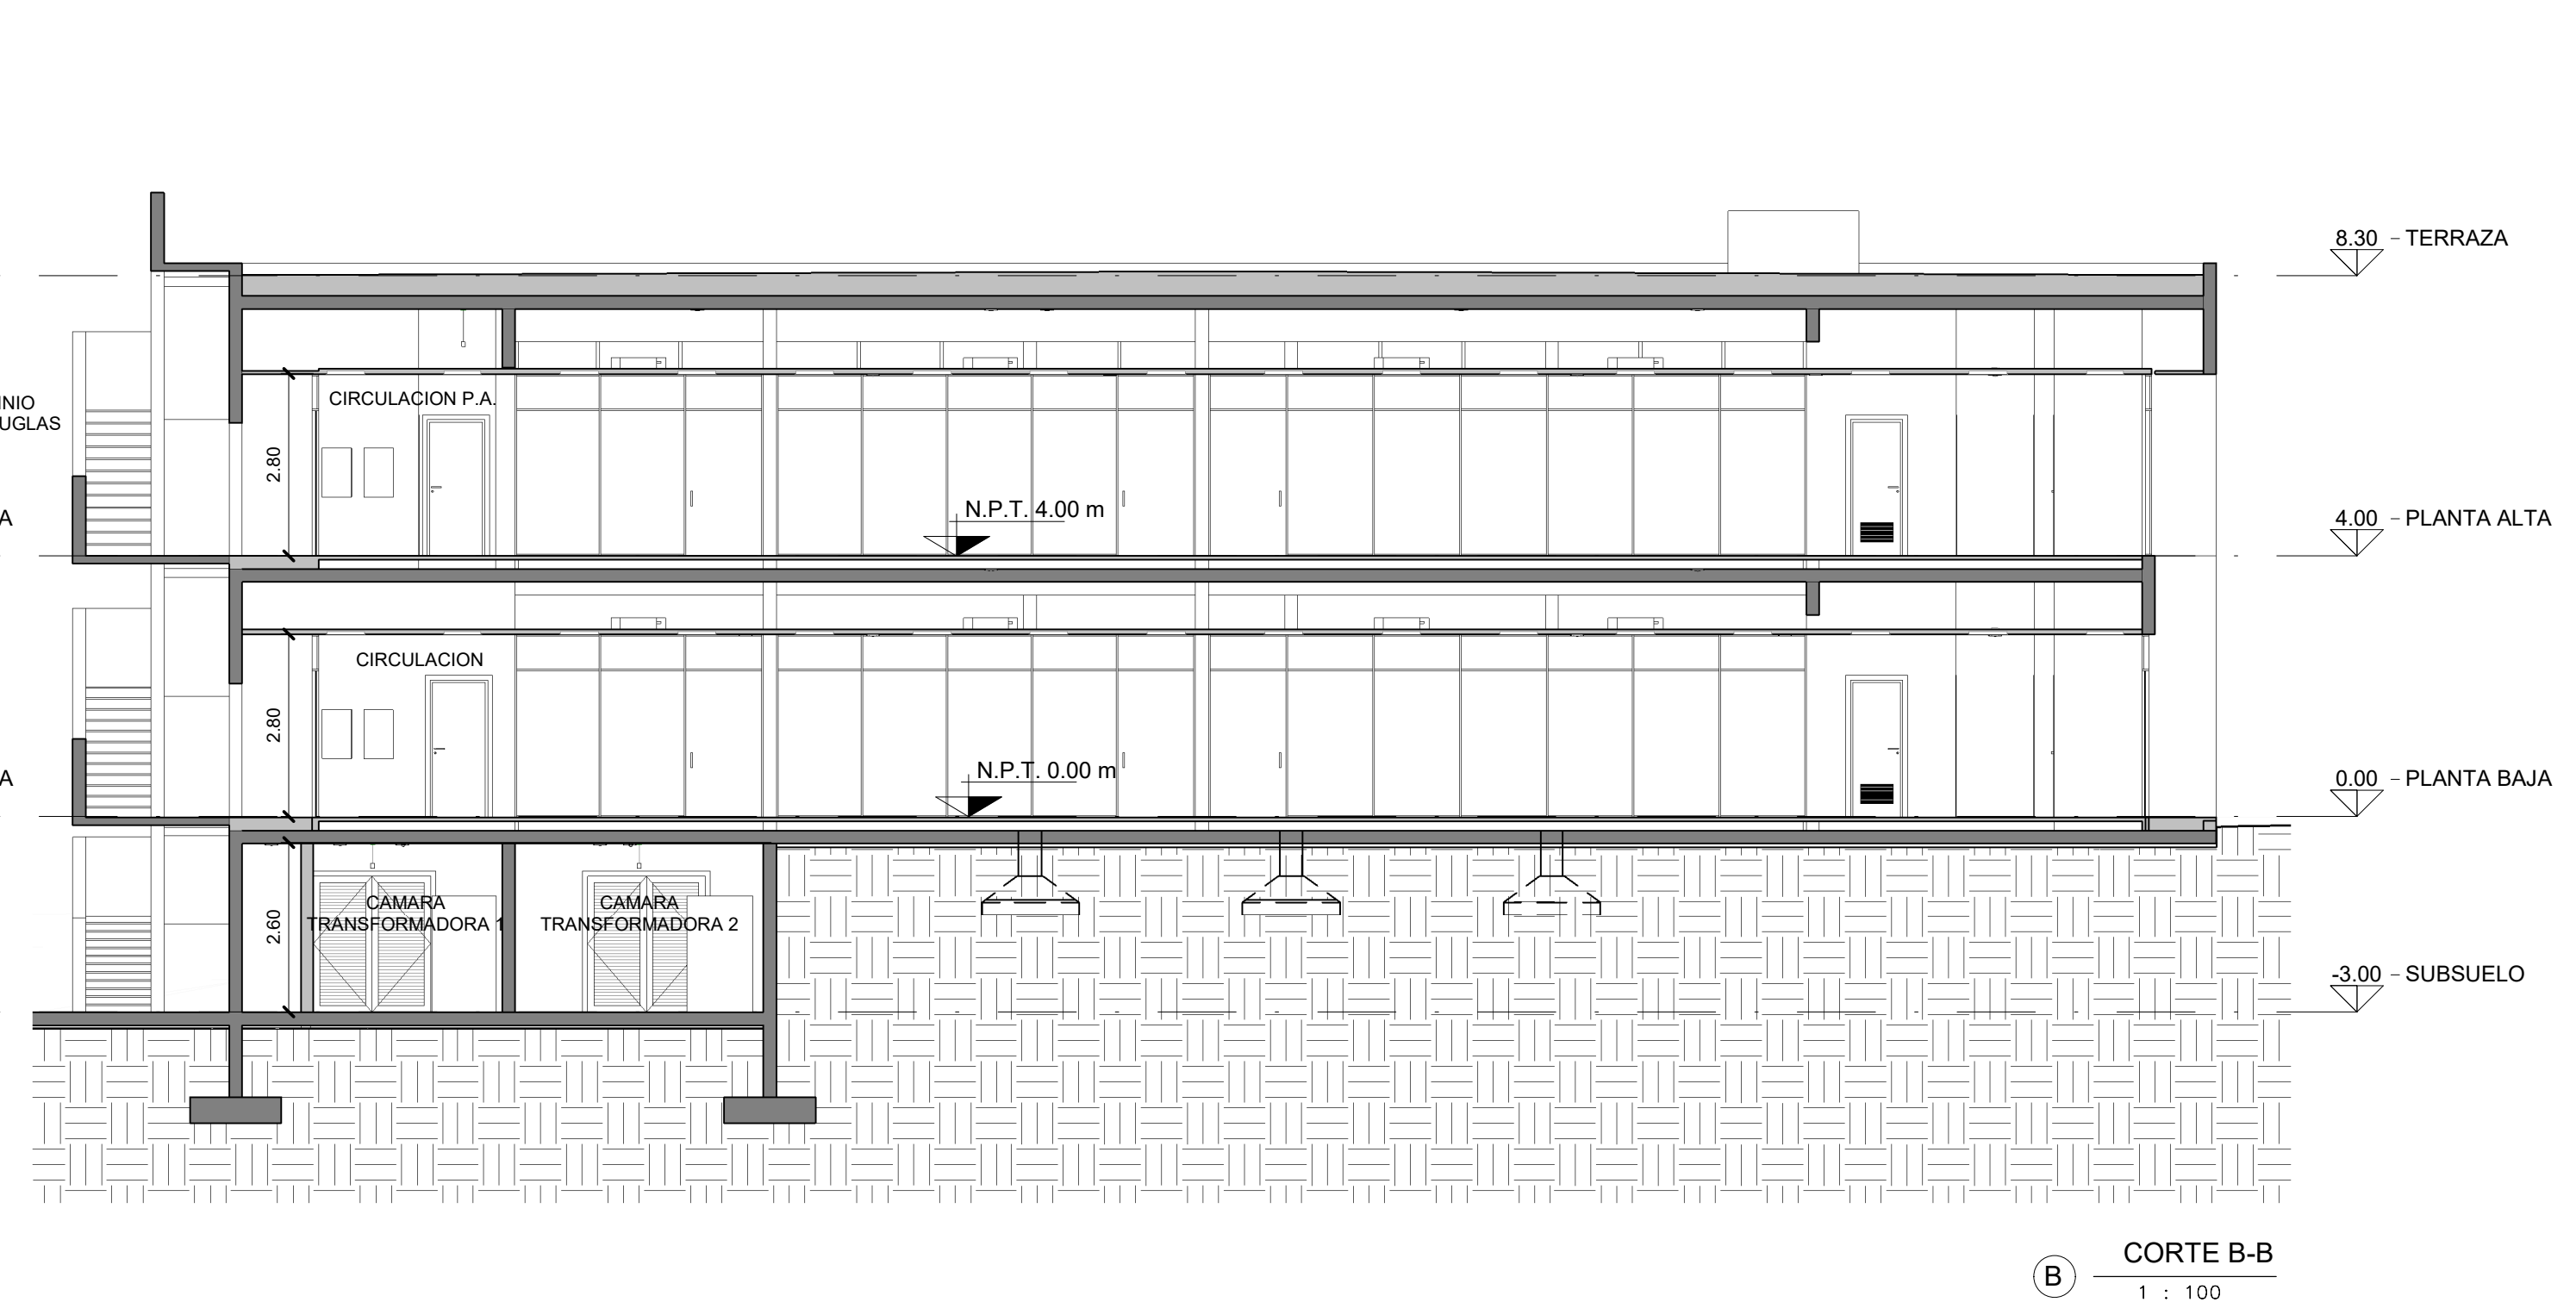 8.30 - TERRAZA
CIRCULACION P.A.
2.80
N.P.T. 4.00 m
4.00 - PLANTA ALTA
CIRCULACION
2.80
N.P.T. 0.00 m
0.00 - PLANTA BAJA
CAMARA
TRANSFORMADORA 1
CAMARA
TRANSFORMADORA 2
2.60
-3.00 - SUBSUELO
B
CORTE B-B
1 : 100